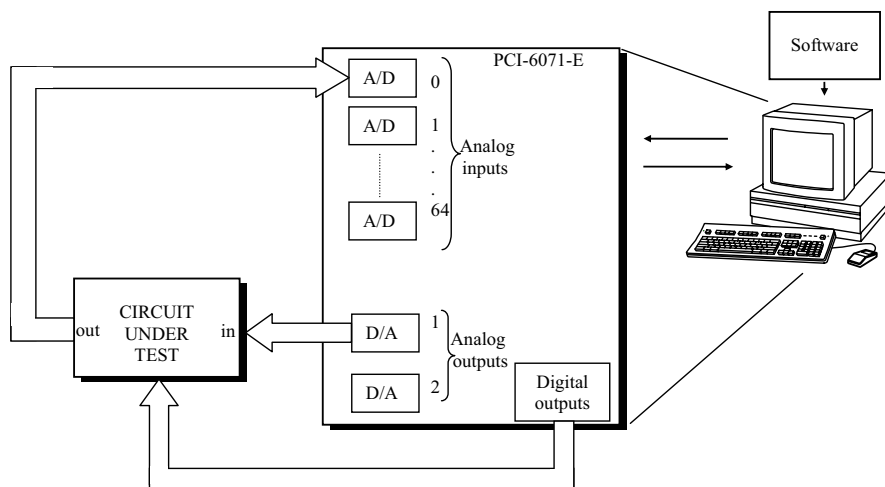 Software
PCI-6071-E
A/D
0
A/D
1
.
.
.
Analog
inputs
A/D
64
out
CIRCUIT
UNDER
TEST
in
D/A
1
Analog
outputs
D/A
2
Digital
outputs